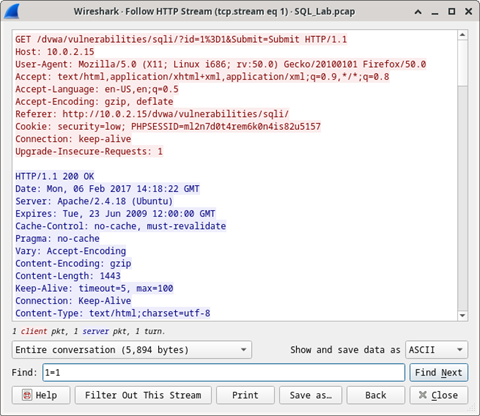 Wireshark · Follow HTTP Stream (tcp.stream eq 1) · SQL_Lab.pcap
GET /dvwa/vulnerabilities/sqli/?id=1%3D1&Submit=Submit HTTP/1.1
Host: 10.0.2.15
User-Agent: Mozilla/5.0 (X11; Linux i686; rv:50.0) Gecko/20100101 Firefox/50.0
Accept: text/html,application/xhtml+xml,application/xml;q=0.9,*/*;q=0.8
Accept-Language: en-US,en;q=0.5
Accept-Encoding: gzip, deflate
Referer: http://10.0.2.15/dvwa/vulnerabilities/sqli/
Cookie: security=low; PHPSESSID=ml2n7d0t4rem6k0n4is82u5157
Connection: keep-alive
Upgrade-Insecure-Requests: 1
HTTP/1.1 200 OK
Date: Mon, 06 Feb 2017 14:18:22 GMT
Server: Apache/2.4.18 (Ubuntu)
Expires: Tue, 23 Jun 2009 12:00:00 GMT
Cache-Control: no-cache, must-revalidate
Pragma: no-cache
Vary: Accept-Encoding
Content-Encoding: gzip
Content-Length: 1443
Keep-Alive: timeout=5, max=100
Connection: Keep-Alive
Content-Type: text/html;charset=utf-8
1 client pkt, 1 server pkt, 1 turn.
Entire conversation (5,894 bytes) Show and save data as ASCII
Find: 1=1 Find Next
Help Filter Out This Stream Print Save as… Back Close